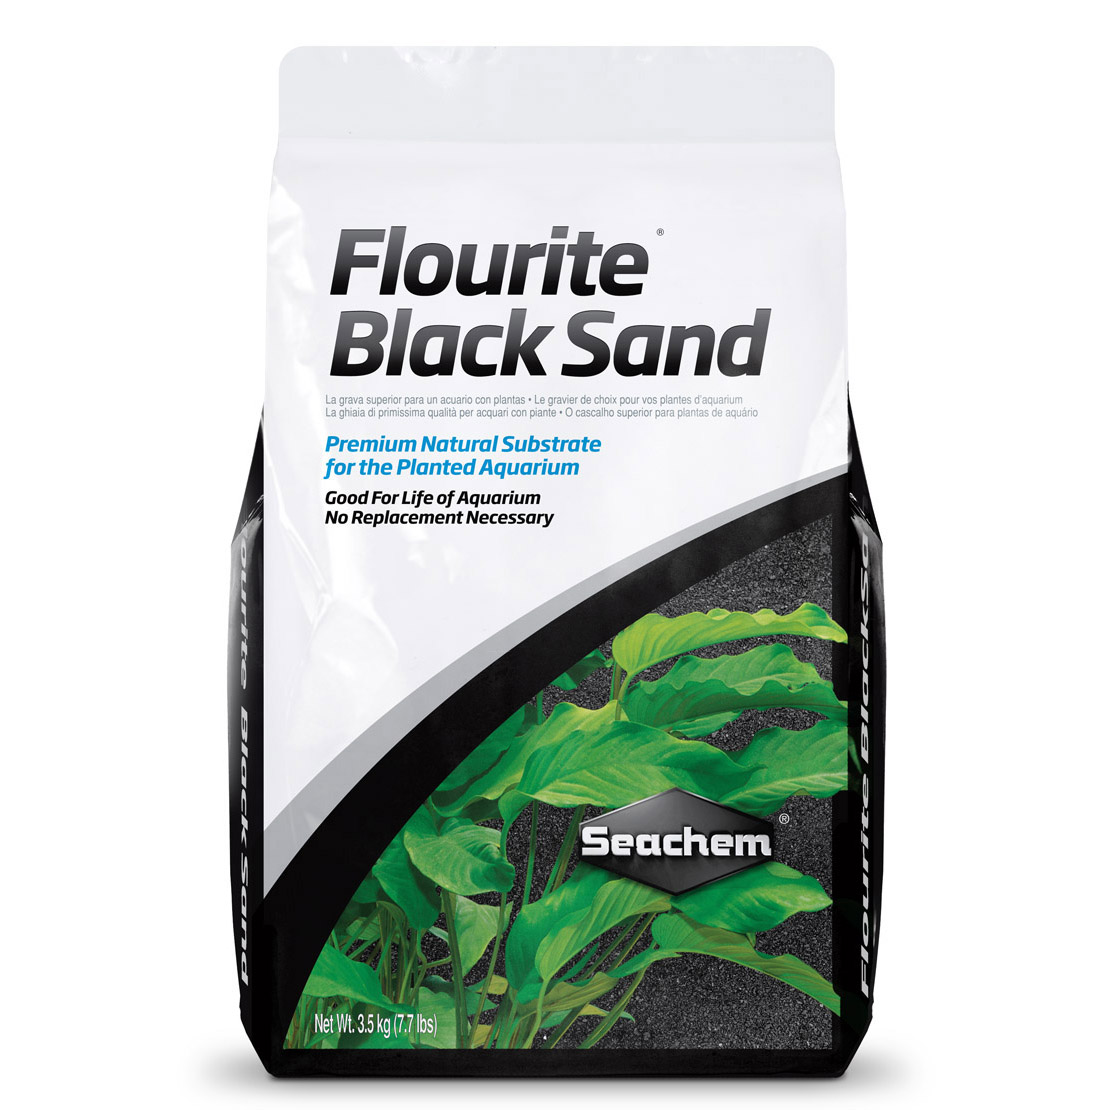 Flourite®
Black Sand
La grava superior para un acuario con plantas • Le gravier de choix pour vos plantes d'aquarium
La ghiaia di primissima qualità per acquari con piante • O cascalho superior para plantas de aquário
Premium Natural Substrate
for the Planted Aquarium
Good For Life of Aquarium
No Replacement Necessary
Seachem®
Net Wt. 3.5 kg (7.7 lbs)
ourite Black Sand
Flourite Blacksa